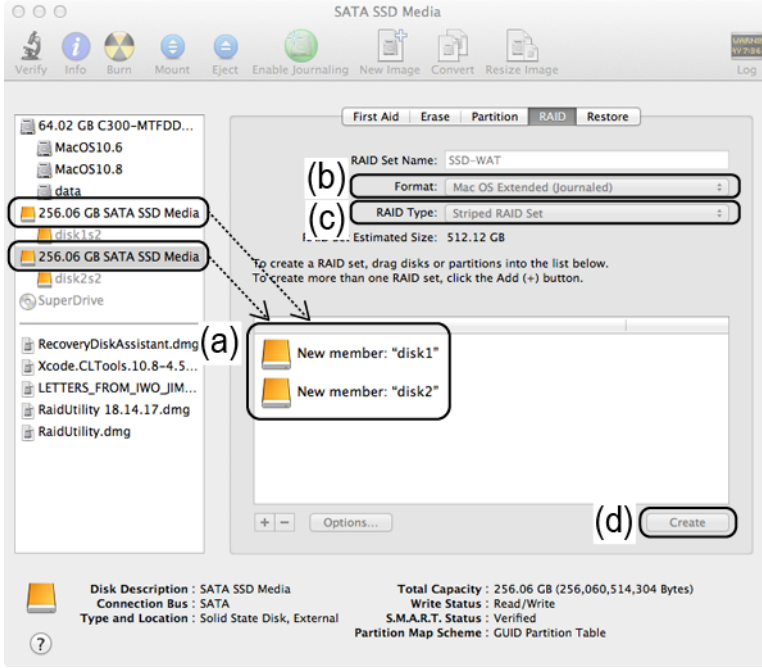 SATA SSD Media
Verify Info Burn Mount Eject Enable Journaling New Image Convert Resize Image Log
First Aid Erase Partition RAID Restore
64.02 GB C300-MTFDD...
MacOS10.6
MacOS10.8
data
256.06 GB SATA SSD Media
disk1s2
256.06 GB SATA SSD Media
disk2s2
SuperDrive
RecoveryDiskAssistant.dmg
Xcode.CLTools.10.8-4.5...
LETTERS_FROM_IWO_JIM...
RaidUtility 18.14.17.dmg
RaidUtility.dmg
RAID Set Name: SSD-WAT
(b) Format: Mac OS Extended (Journaled)
(c) RAID Type: Striped RAID Set
Estimated Size: 512.12 GB
To create a RAID set, drag disks or partitions into the list below.
To create more than one RAID set, click the Add (+) button.
(a)
New member: "disk1"
New member: "disk2"
+ − Options...
(d) Create
Disk Description : SATA SSD Media
Connection Bus : SATA
Type and Location : Solid State Disk, External
Total Capacity : 256.06 GB (256,060,514,304 Bytes)
Write Status : Read/Write
S.M.A.R.T. Status : Verified
Partition Map Scheme : GUID Partition Table
?